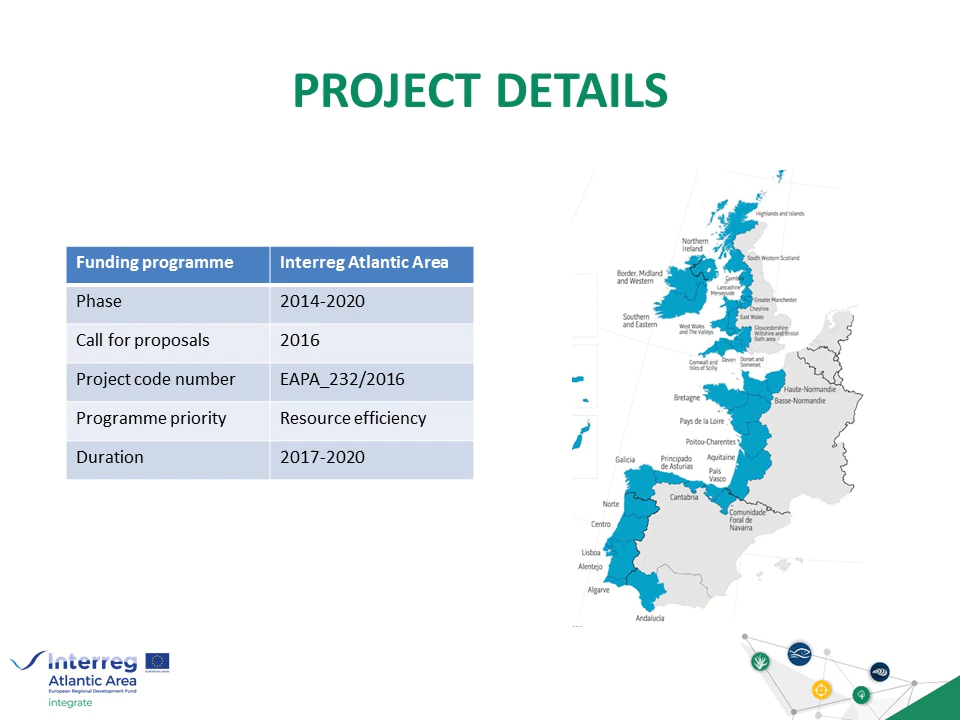 PROJECT DETAILS
Funding programme Interreg Atlantic Area
Phase 2014-2020
Call for proposals 2016
Project code number EAPA_232/2016
Programme priority Resource efficiency
Duration 2017-2020
Highlands and Islands
Northern
Ireland
South Western Scotland
Border, Midland
and Western
Cumbria
Lancashire
Merseyside
Greater Manchester
Cheshire
Southern
and Eastern
East Wales
West Wales
and The Valleys
Gloucestershire
Wiltshire and Bristol
Bath area
Cornwall and
Isles of Scilly
Devon
Dorset and
Somerset
Haute-Normandie
Bretagne
Basse-Normandie
Pays de la Loire
Poitou-Charentes
Aquitaine
Galicia
Principado
de Asturias
País
Vasco
Cantabria
Norte
Comunidade
Foral de
Navarra
Centro
Lisboa
Alentejo
Algarve
Andalucia
Interreg
EUROPEAN UNION
Atlantic Area
European Regional Development Fund
integrate